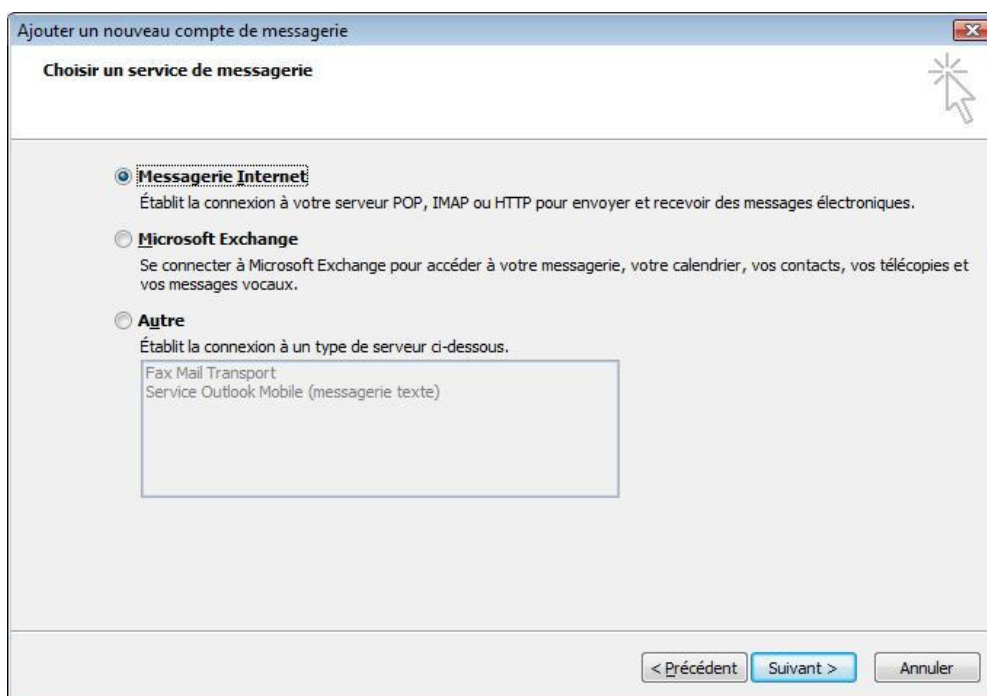 Ajouter un nouveau compte de messagerie
Choisir un service de messagerie
Messagerie Internet
Établit la connexion à votre serveur POP, IMAP ou HTTP pour envoyer et recevoir des messages électroniques.
Microsoft Exchange
Se connecter à Microsoft Exchange pour accéder à votre messagerie, votre calendrier, vos contacts, vos télécopies et
vos messages vocaux.
Autre
Établit la connexion à un type de serveur ci-dessous.
Fax Mail Transport
Service Outlook Mobile (messagerie texte)
< Précédent Suivant > Annuler